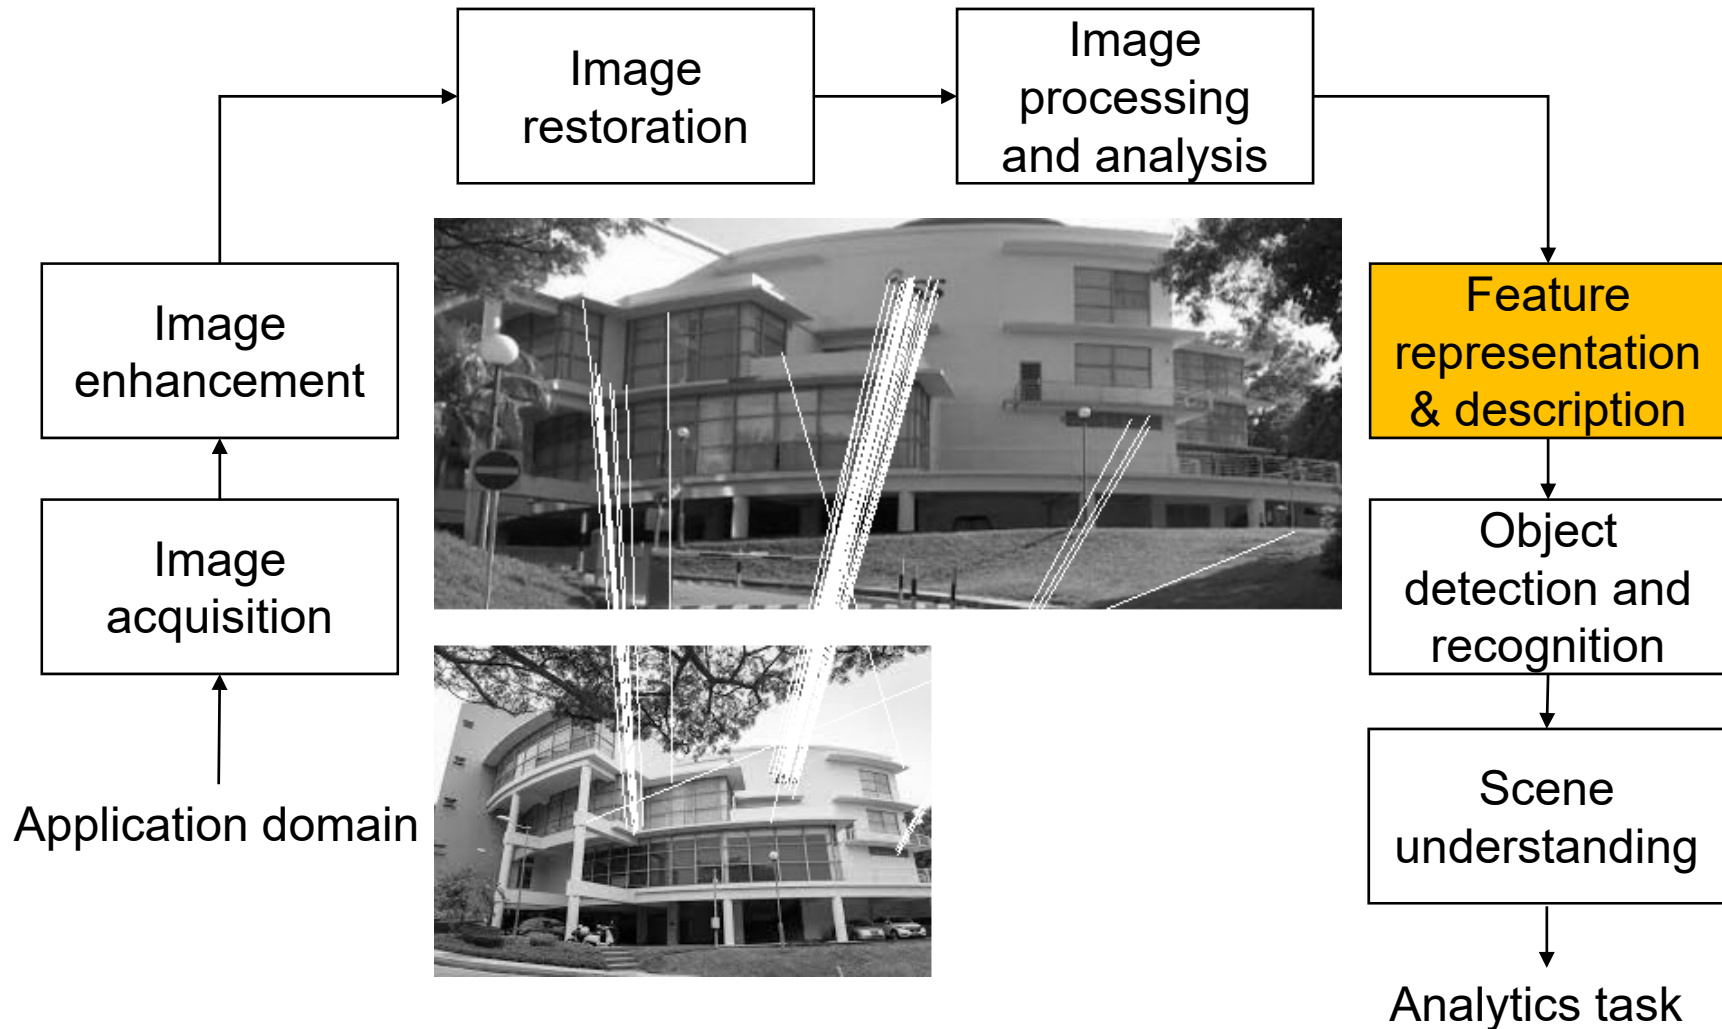 Image
restoration
Image
processing
and analysis
Image
enhancement
Feature
representation
& description
Image
acquisition
Object
detection and
recognition
Application domain
Scene
understanding
Analytics task